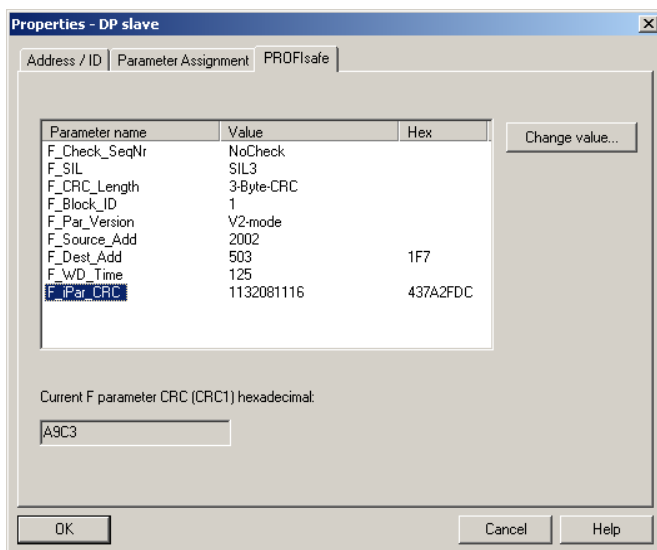 Properties - DP slave
Address / ID Parameter Assignment PROFIsafe
Parameter name Value Hex
Change value...
F_Check_SeqNr NoCheck
F_SIL SIL3
F_CRC_Length 3-Byte-CRC
F_Block_ID 1
F_Par_Version V2-mode
F_Source_Add 2002
F_Dest_Add 503 1F7
F_WD_Time 125
F_iPar_CRC 1132081116 437A2FDC
Current F parameter CRC (CRC1) hexadecimal:
A9C3
OK Cancel Help